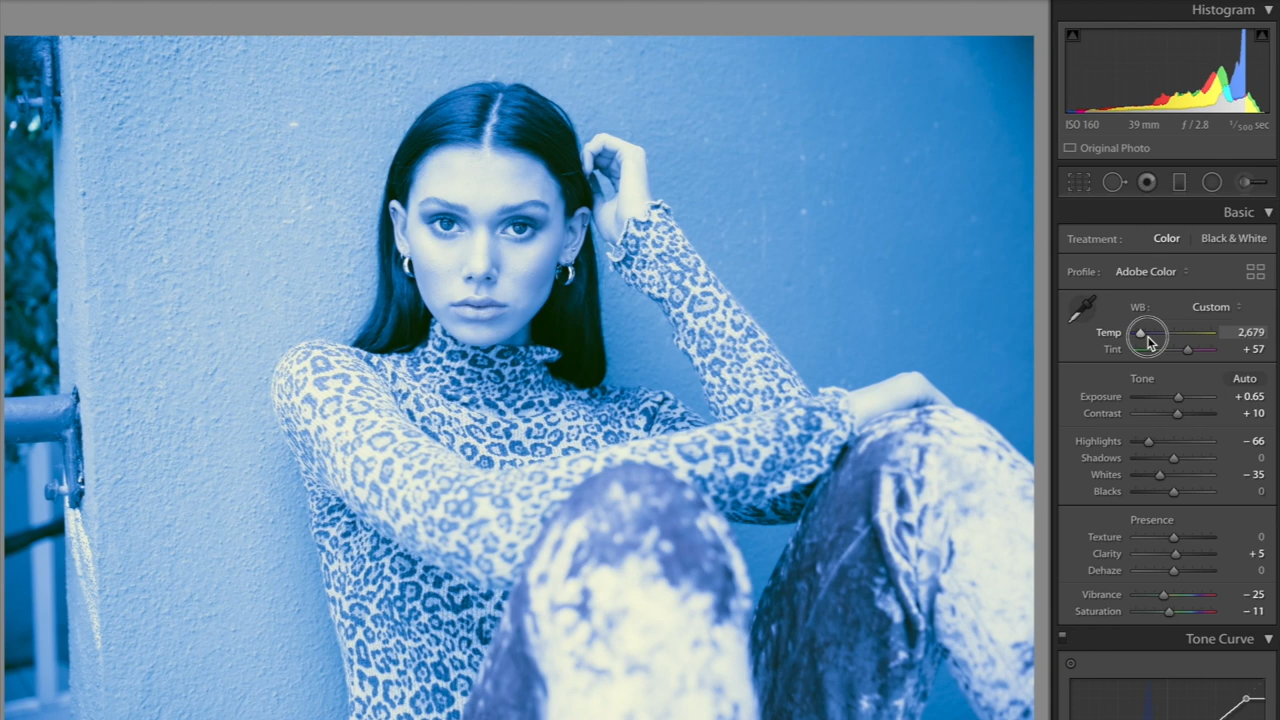 Histogram
ISO 160 39 mm ƒ / 2.8 1/500 sec
Original Photo
Basic
Treatment : Color Black & White
Profile : Adobe Color
WB : Custom
Temp 2,679
Tint + 57
Tone Auto
Exposure + 0.65
Contrast + 10
Highlights − 66
Shadows 0
Whites − 35
Blacks 0
Presence
Texture 0
Clarity + 5
Dehaze 0
Vibrance − 25
Saturation − 11
Tone Curve